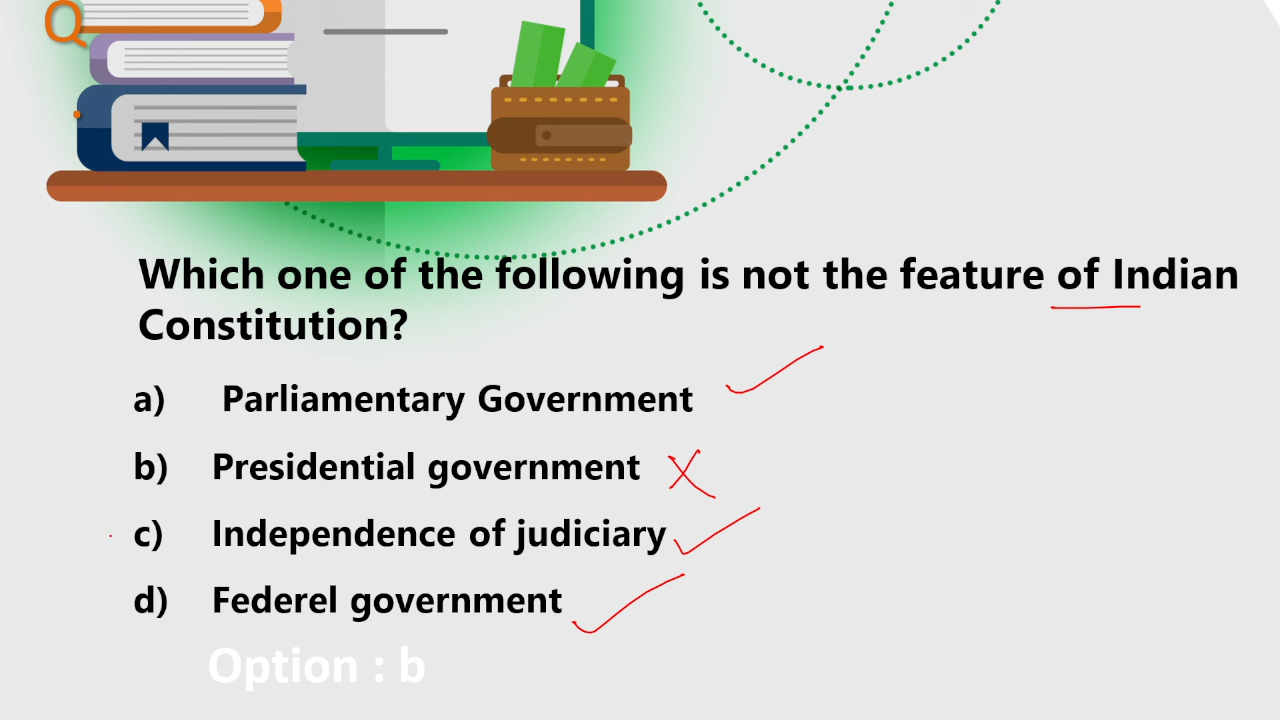 Q
Which one of the following is not the feature of Indian
Constitution?
a) Parliamentary Government
b) Presidential government
c) Independence of judiciary
d) Federel government
Option : b